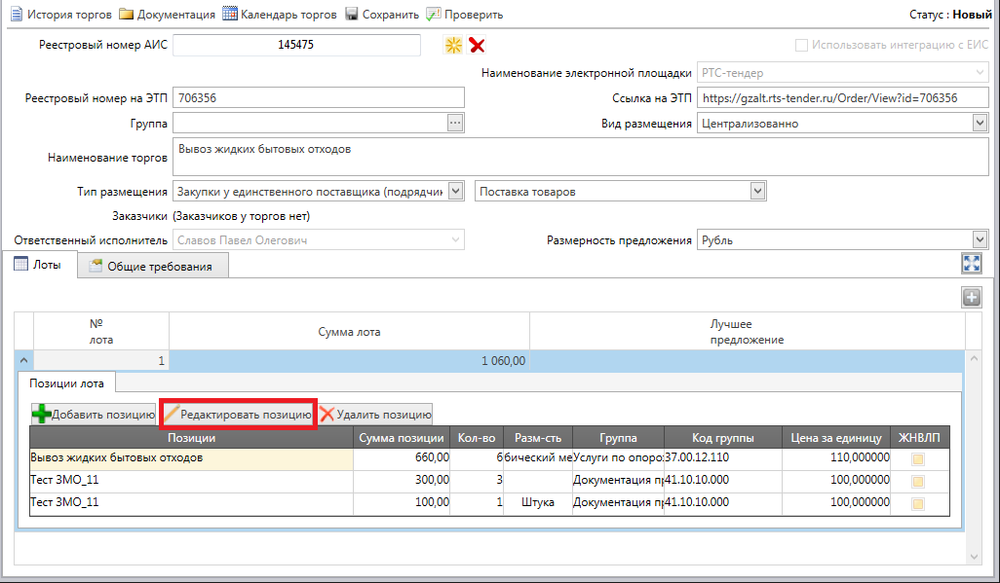 История торгов Документация Календарь торгов Сохранить Проверить Статус : Новый
Реестровый номер АИС 145475 Использовать интеграцию с ЕИС
Наименование электронной площадки РТС-тендер
Реестровый номер на ЭТП 706356 Ссылка на ЭТП https://gzalt.rts-tender.ru/Order/View?id=706356
Группа ... Вид размещения Централизованно
Наименование торгов Вывоз жидких бытовых отходов
Тип размещения Закупки у единственного поставщика (подрядчик Поставка товаров
Заказчики (Заказчиков у торгов нет)
Ответственный исполнитель Славов Павел Олегович Размерность предложения Рубль
Лоты Общие требования
№ лота Сумма лота Лучшее предложение
1 1 060,00
Позиции лота
Добавить позицию Редактировать позицию Удалить позицию
Позиции Сумма позиции Кол-во Разм-сть Группа Код группы Цена за единицу ЖНВЛП
Вывоз жидких бытовых отходов 660,00 6 бический ме Услуги по опоро 37.00.12.110 110,000000
Тест ЗМО_11 300,00 3 Документация пр 41.10.10.000 100,000000
Тест ЗМО_11 100,00 1 Штука Документация пр 41.10.10.000 100,000000